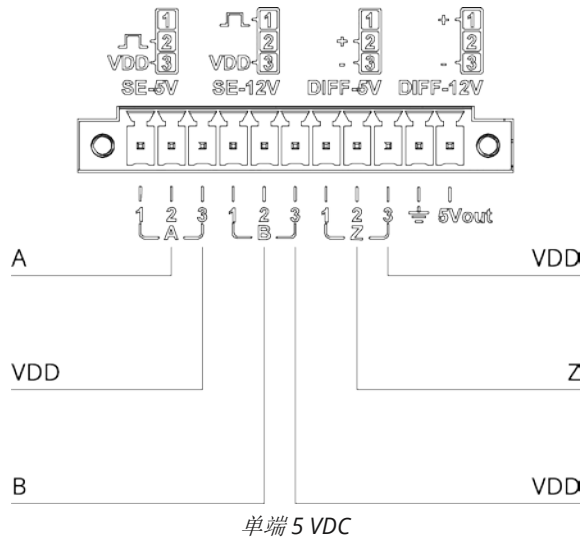 1 1 + 1 + 1
2 2 + 2 2
VDD 3 VDD 3 - 3 - 3
SE-5V SE-12V DIFF-5V DIFF-12V
1 2 3 1 2 3 1 2 3 5Vout
A B Z
A VDD
VDD Z
B VDD
单端 5 VDC